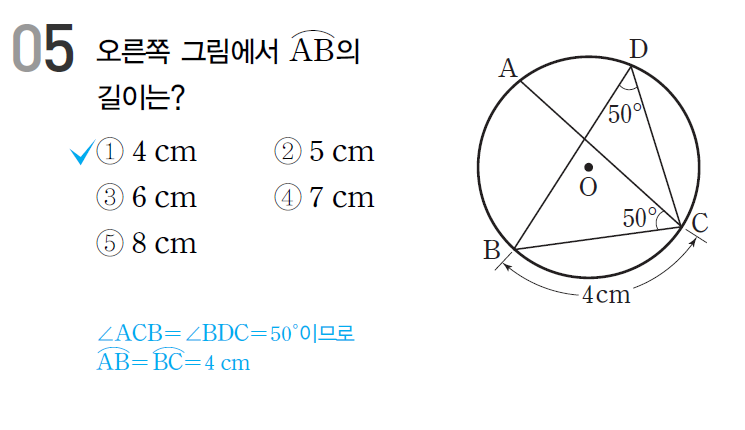 05 오른쪽 그림에서 AB의
길이는?
① 4 cm ② 5 cm
③ 6 cm ④ 7 cm
⑤ 8 cm
∠ACB=∠BDC=50°이므로
AB=BC=4 cm
D
A
50°
O
50°
C
B
4cm